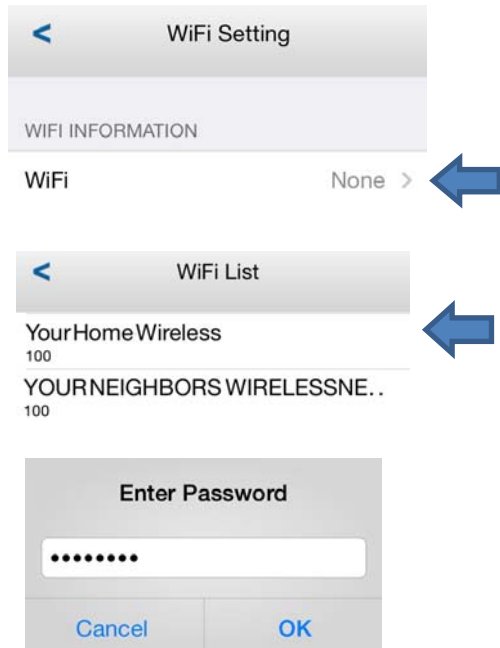 < WiFi Setting
WIFI INFORMATION
WiFi None >
< WiFi List
YourHomeWireless
100
YOURNEIGHBORS WIRELESSNE..
100
Enter Password
••••••••
Cancel OK